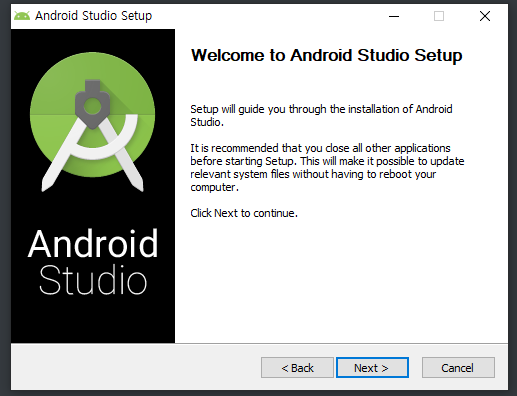 Android Studio Setup
Welcome to Android Studio Setup
Setup will guide you through the installation of Android
Studio.
It is recommended that you close all other applications
before starting Setup. This will make it possible to update
relevant system files without having to reboot your
computer.
Click Next to continue.
Android
Studio
< Back
Next >
Cancel